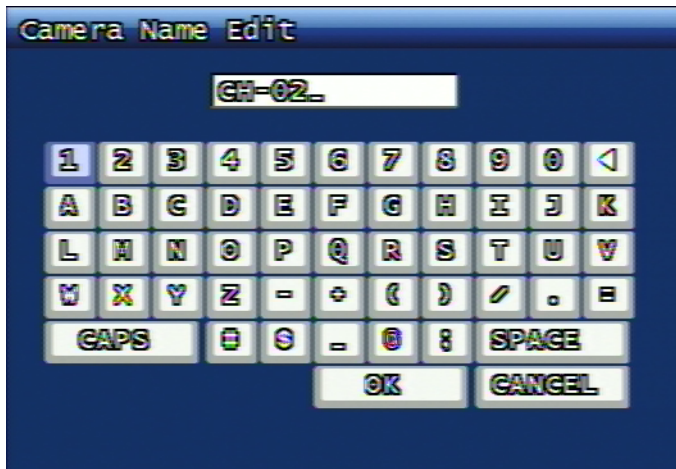 Camera Name Edit
CH-02_
1 2 3 4 5 6 7 8 9 0
A B C D E F G H I J K
L M N O P Q R S T U V
W X Y Z - + ( ) / . =
CAPS # $ _ @ : SPACE
OK CANCEL